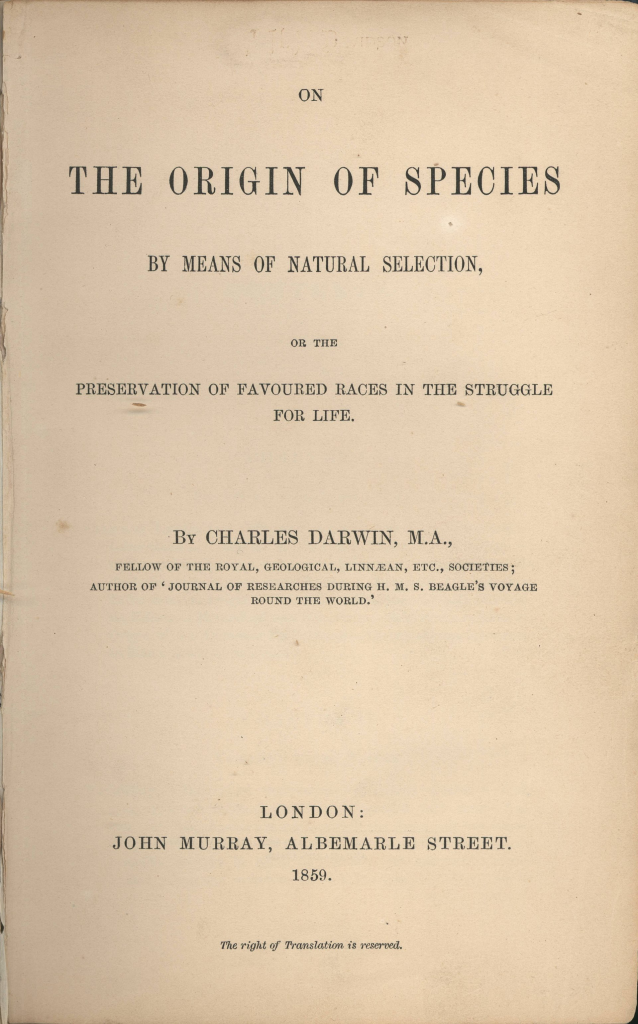 ON
THE ORIGIN OF SPECIES
BY MEANS OF NATURAL SELECTION,
OR THE
PRESERVATION OF FAVOURED RACES IN THE STRUGGLE
FOR LIFE.
BY CHARLES DARWIN, M.A.,
FELLOW OF THE ROYAL, GEOLOGICAL, LINNÆAN, ETC., SOCIETIES;
AUTHOR OF ‘JOURNAL OF RESEARCHES DURING H. M. S. BEAGLE’S VOYAGE
ROUND THE WORLD.’
LONDON:
JOHN MURRAY, ALBEMARLE STREET.
1859.
The right of Translation is reserved.